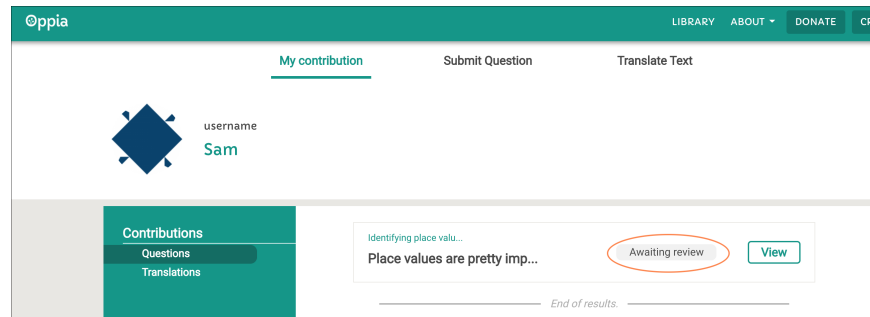 Oppia
LIBRARY ABOUT DONATE
My contribution Submit Question Translate Text
username
Sam
Contributions
Questions
Translations
Identifying place valu...
Place values are pretty imp...
Awaiting review
View
End of results.